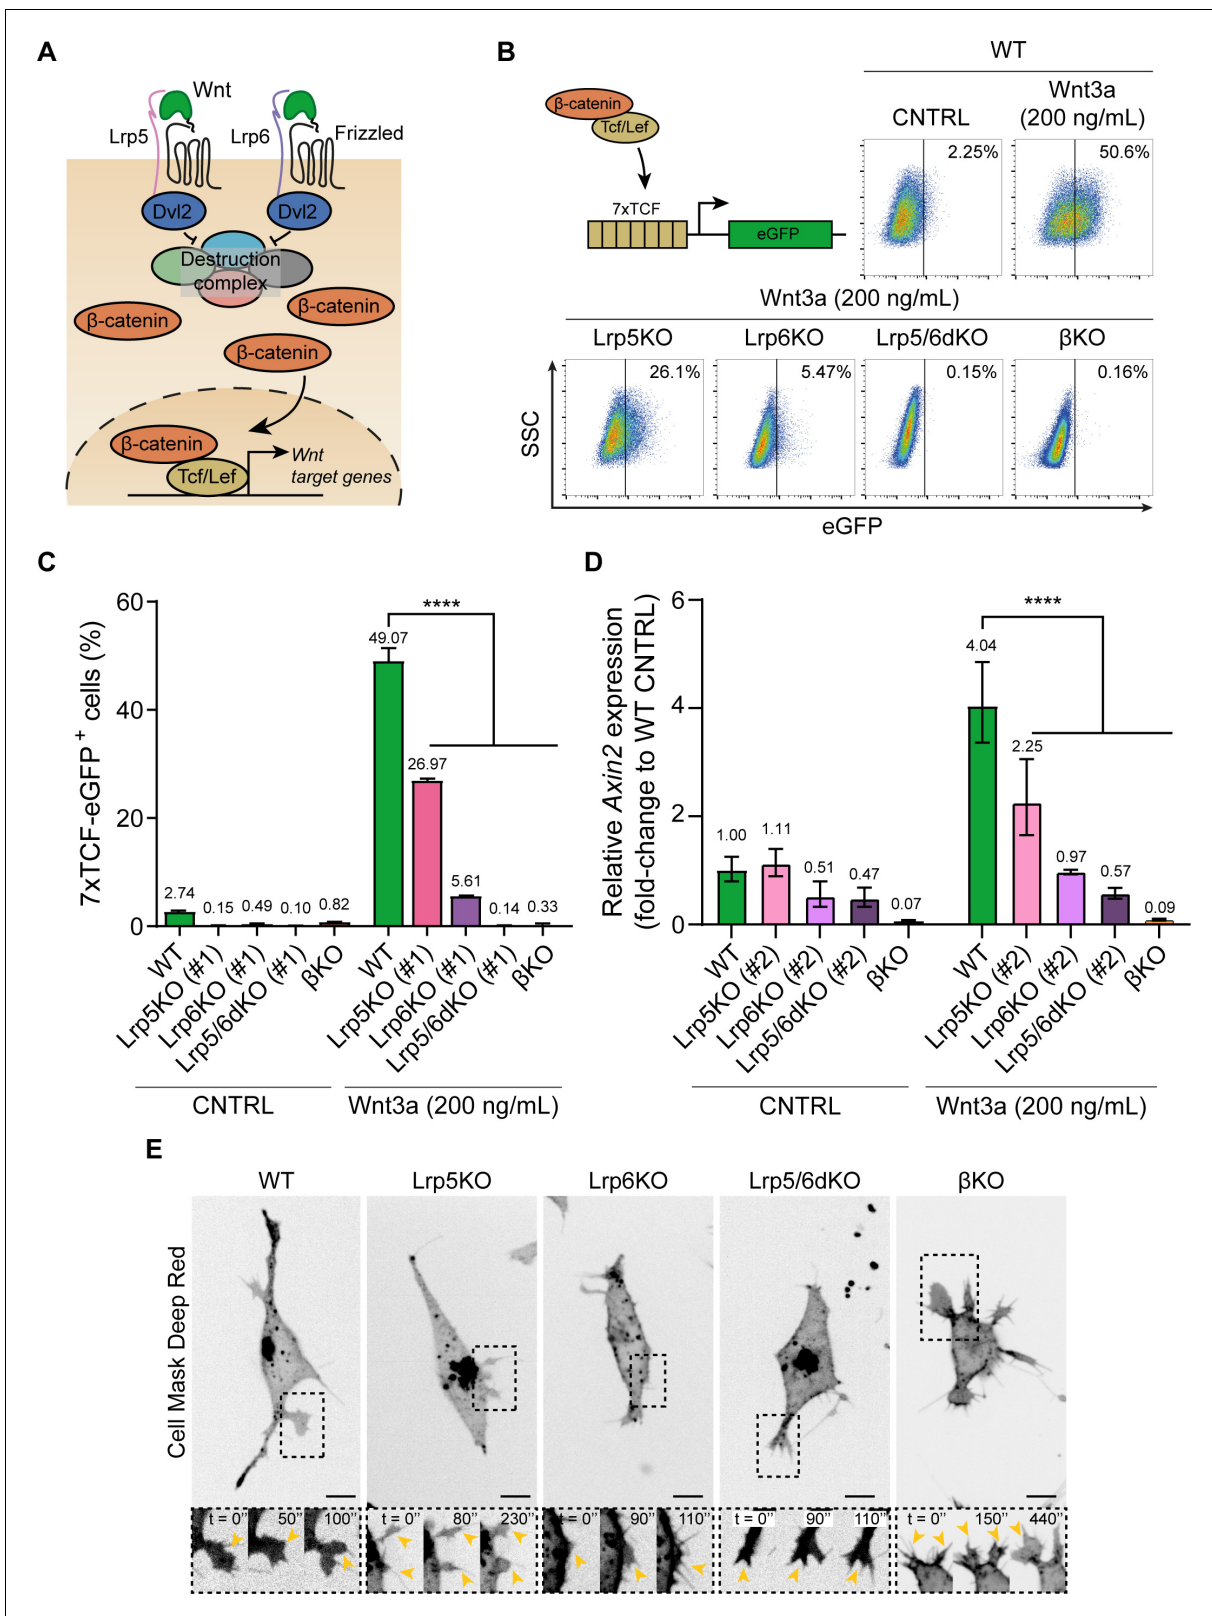 A
Wnt
Lrp5
Lrp6
Frizzled
Dvl2
Dvl2
Destruction
complex
β-catenin
β-catenin
β-catenin
β-catenin
Tcf/Lef
Wnt
target genes
B
WT
β-catenin
Tcf/Lef
7xTCF
eGFP
CNTRL
Wnt3a
(200 ng/mL)
2.25%
50.6%
Wnt3a (200 ng/mL)
Lrp5KO
Lrp6KO
Lrp5/6dKO
βKO
26.1%
5.47%
0.15%
0.16%
SSC
eGFP
C
7xTCF-eGFP+ cells (%)
60
40
20
0
2.74
0.15
0.49
0.10
0.82
49.07
26.97
5.61
0.14
0.33
****
WT
Lrp5KO (#1)
Lrp6KO (#1)
Lrp5/6dKO (#1)
βKO
WT
Lrp5KO (#1)
Lrp6KO (#1)
Lrp5/6dKO (#1)
βKO
CNTRL
Wnt3a (200 ng/mL)
D
Relative Axin2 expression
(fold-change to WT CNTRL)
6
4
2
0
1.00
1.11
0.51
0.47
0.07
4.04
2.25
0.97
0.57
0.09
****
WT
Lrp5KO (#2)
Lrp6KO (#2)
Lrp5/6dKO (#2)
βKO
WT
Lrp5KO (#2)
Lrp6KO (#2)
Lrp5/6dKO (#2)
βKO
CNTRL
Wnt3a (200 ng/mL)
E
WT
Lrp5KO
Lrp6KO
Lrp5/6dKO
βKO
Cell Mask Deep Red
t = 0’’ 50’’ 100’’
t = 0’’ 80’’ 230’’
t = 0’’ 90’’ 110’’
t = 0’’ 90’’ 110’’
t = 0’’ 150’’ 440’’